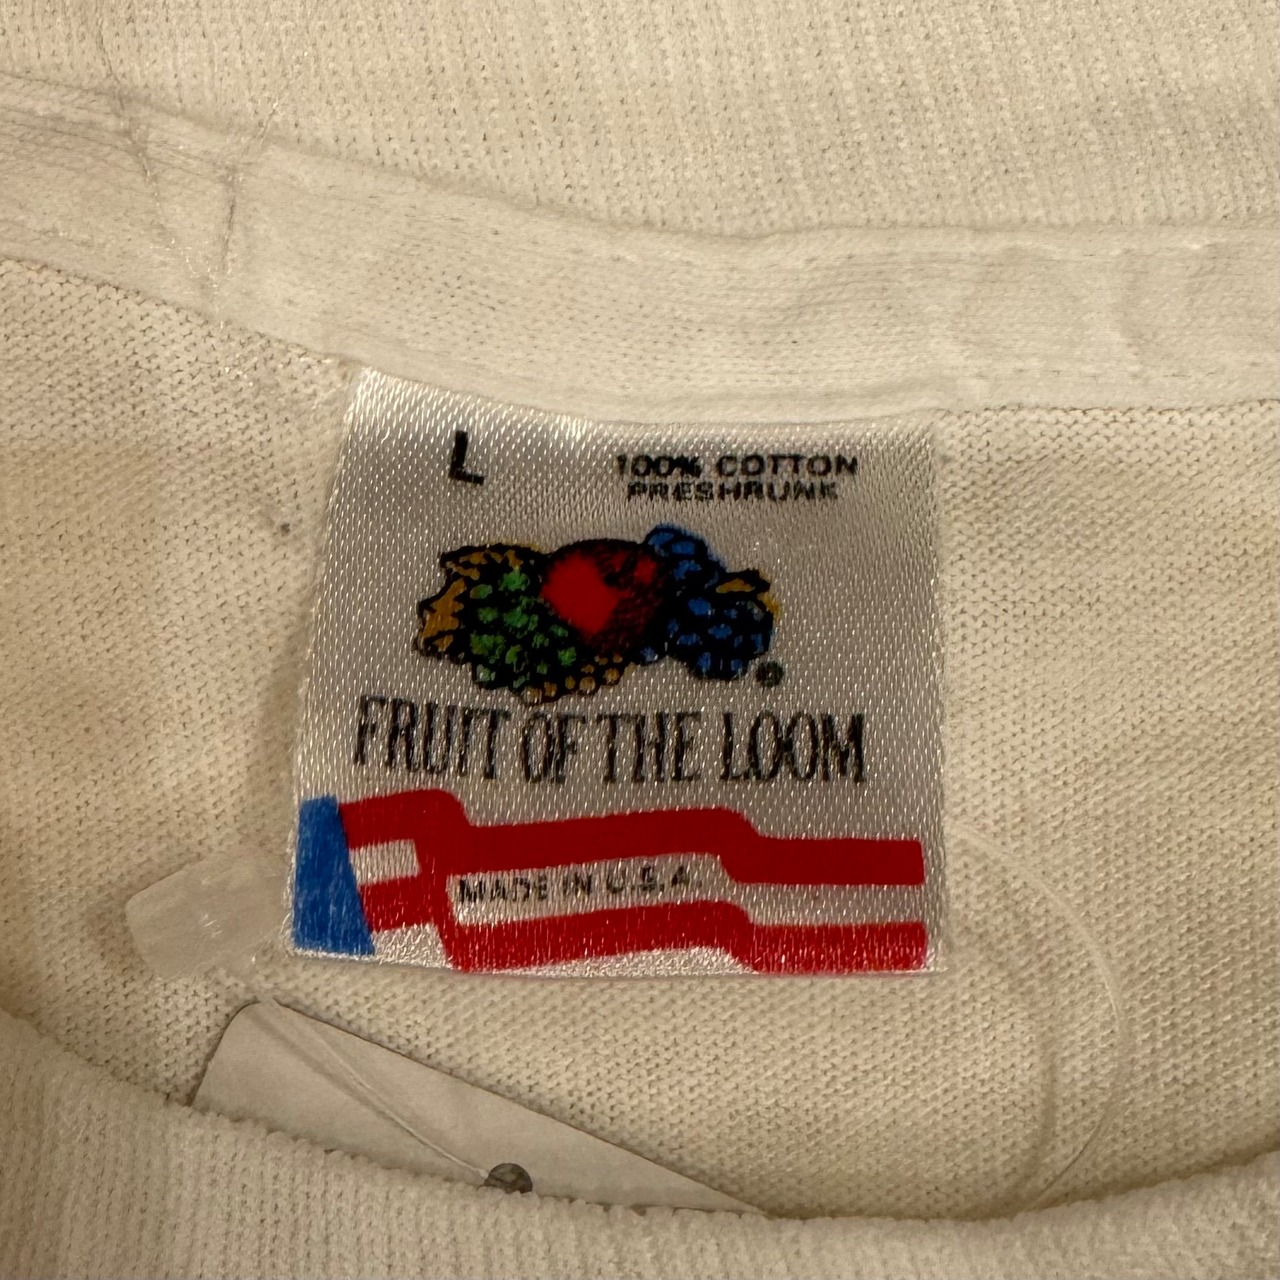 L
100% COTTON
PRESHRUNK
®
FRUIT OF THE LOOM
MADE IN U.S.A.